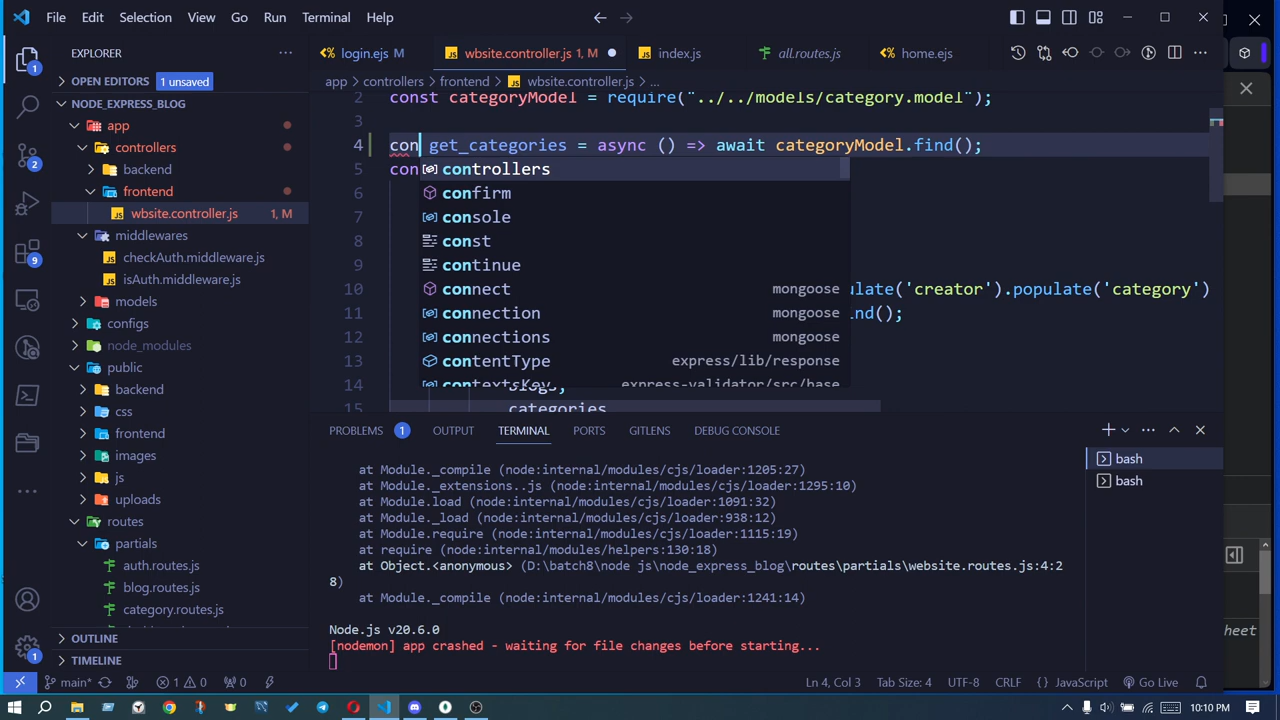 File Edit Selection View Go Run Terminal Help
EXPLORER
OPEN EDITORS 1 unsaved
NODE_EXPRESS_BLOG
app
controllers
backend
frontend
wbsite.controller.js 1, M
middlewares
checkAuth.middleware.js
isAuth.middleware.js
models
configs
node_modules
public
backend
css
frontend
images
js
uploads
routes
partials
auth.routes.js
blog.routes.js
category.routes.js
OUTLINE
TIMELINE
1
2
9
1
login.ejs M
wbsite.controller.js 1, M
index.js
all.routes.js
home.ejs
app > controllers > frontend > wbsite.controller.js > ...
2 const categoryModel = require("../../models/category.model");
3
4 con get_categories = async () => await categoryModel.find();
5 con
6
7
8
9
10 ulate('creator').populate('category')
11 ind();
12
13
14 slogs,
15 categories
controllers
confirm
console
const
continue
connect mongoose
connection mongoose
connections mongoose
contentType express/lib/response
contextsKey express-validator/src/base
PROBLEMS 1 OUTPUT TERMINAL PORTS GITLENS DEBUG CONSOLE
at Module._compile (node:internal/modules/cjs/loader:1205:27)
at Module._extensions..js (node:internal/modules/cjs/loader:1295:10)
at Module.load (node:internal/modules/cjs/loader:1091:32)
at Module._load (node:internal/modules/cjs/loader:938:12)
at Module.require (node:internal/modules/cjs/loader:1115:19)
at require (node:internal/modules/helpers:130:18)
at Object.<anonymous> (D:\batch8\node js\node_express_blog\routes\partials\website.routes.js:4:2
8)
at Module._compile (node:internal/modules/cjs/loader:1241:14)
Node.js v20.6.0
[nodemon] app crashed - waiting for file changes before starting...
bash
bash
heet
main* 1 0 0 Ln 4, Col 3 Tab Size: 4 UTF-8 CRLF { } JavaScript Go Live
10:10 PM